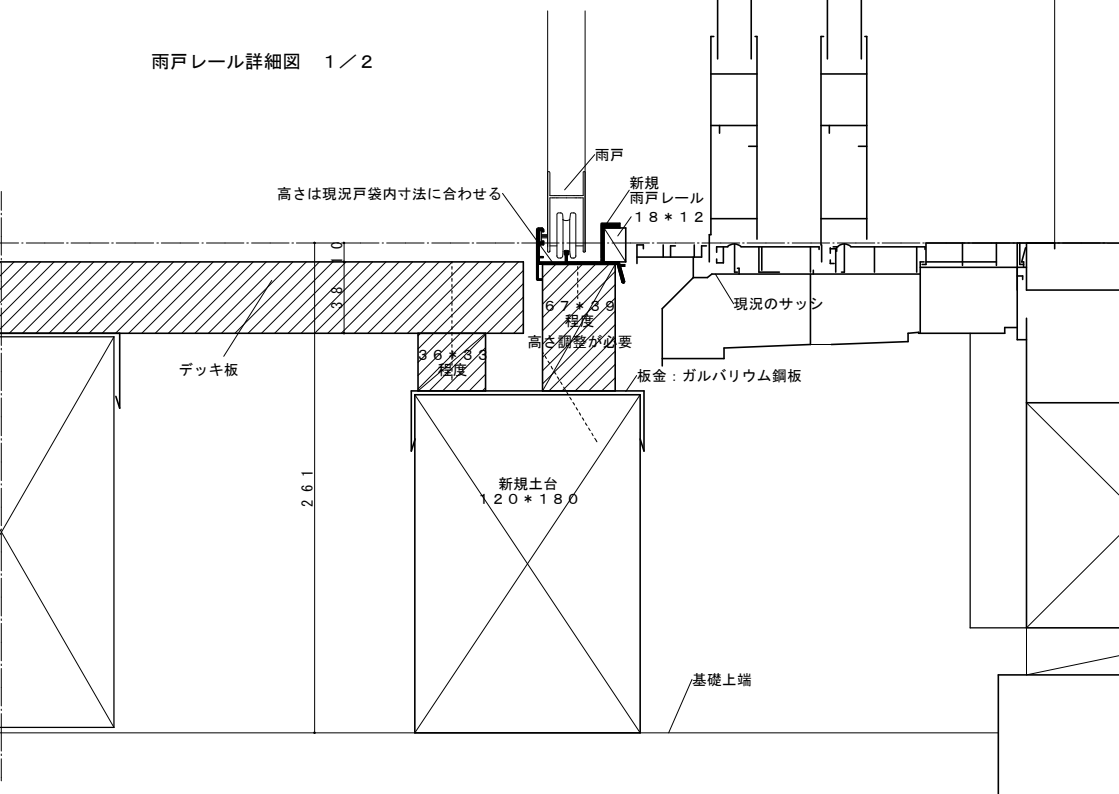 雨戸レール詳細図　１／２
雨戸
高さは現況戸袋内寸法に合わせる
新規
雨戸レール
１８＊１２
１０
３８
６７＊３９
程度
高さ調整が必要
現況のサッシ
３６＊３３
程度
デッキ板
板金：ガルバリウム鋼板
２６１
新規土台
１２０＊１８０
基礎上端